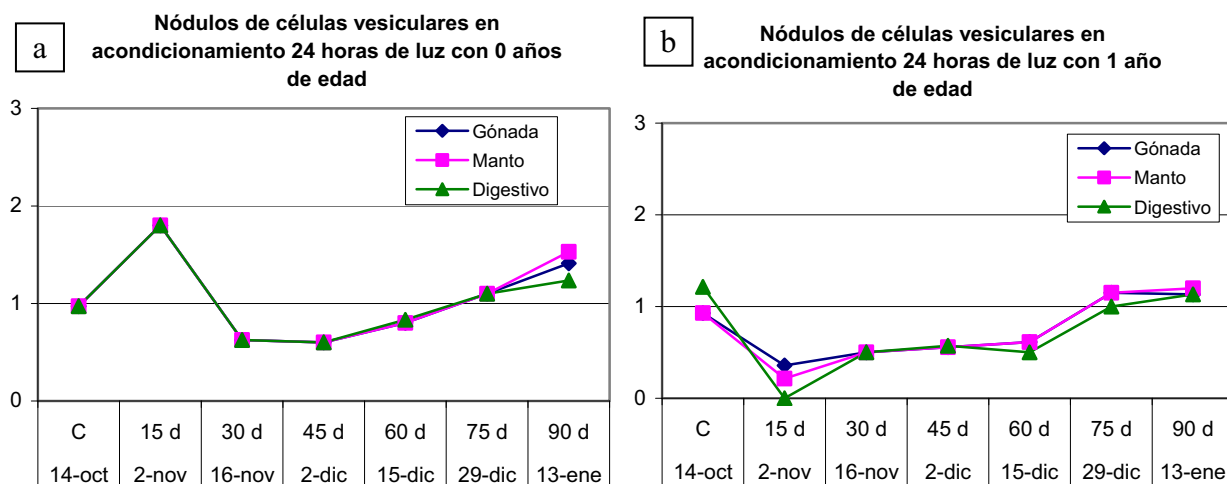 a
Nódulos de células vesiculares en
acondicionamiento 24 horas de luz con 0 años
de edad
3
2
1
0
Gónada
Manto
Digestivo
C 15 d 30 d 45 d 60 d 75 d 90 d
14-oct 2-nov 16-nov 2-dic 15-dic 29-dic 13-ene
b
Nódulos de células vesiculares en
acondicionamiento 24 horas de luz con 1 año
de edad
3
2
1
0
Gónada
Manto
Digestivo
C 15 d 30 d 45 d 60 d 75 d 90 d
14-oct 2-nov 16-nov 2-dic 15-dic 29-dic 13-ene